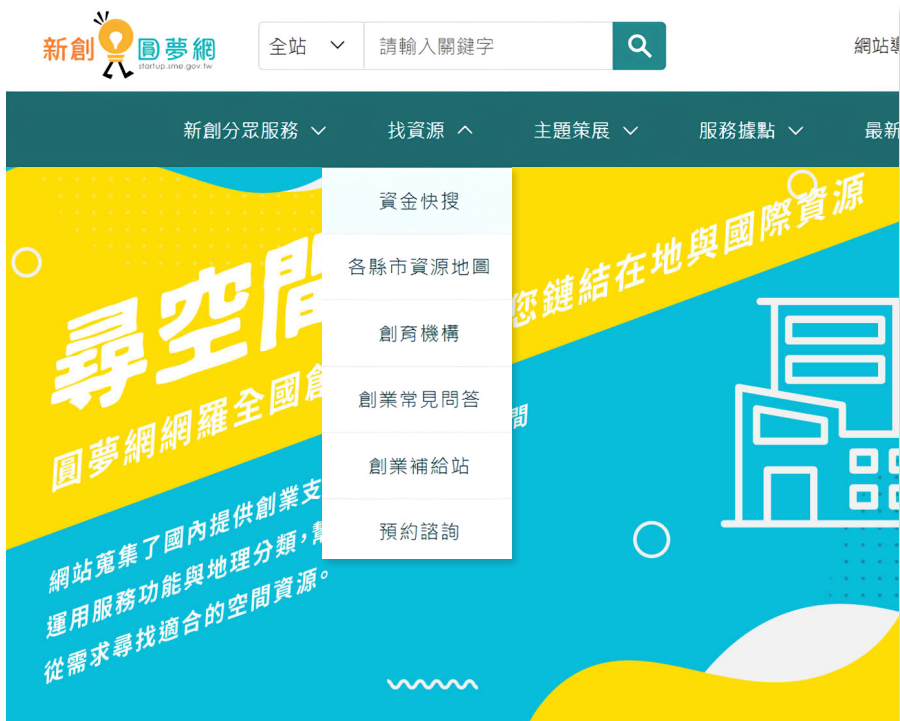 新創圓夢網
startup.sme.gov.tw
全站
請輸入關鍵字
網站導
新創分眾服務
找資源
主題策展
服務據點
最新
資金快搜
各縣市資源地圖
創育機構
創業常見問答
創業補給站
預約諮詢
尋空間
您鏈結在地與國際資源
圓夢網網羅全國創
間
網站蒐集了國內提供創業支
運用服務功能與地理分類，幫
從需求尋找適合的空間資源。